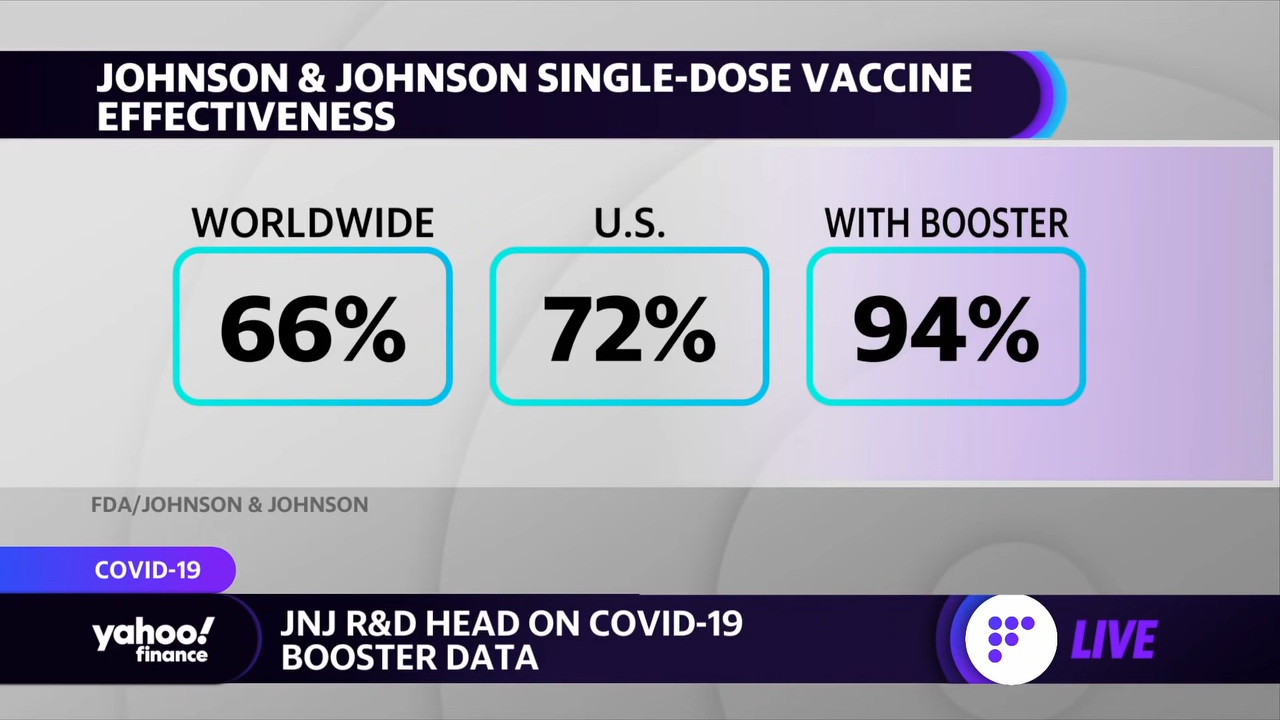 JOHNSON & JOHNSON SINGLE-DOSE VACCINE
EFFECTIVENESS
WORLDWIDE
U.S.
WITH BOOSTER
66%
72%
94%
FDA/JOHNSON & JOHNSON
COVID-19
yahoo!
finance
JNJ R&D HEAD ON COVID-19
BOOSTER DATA
LIVE